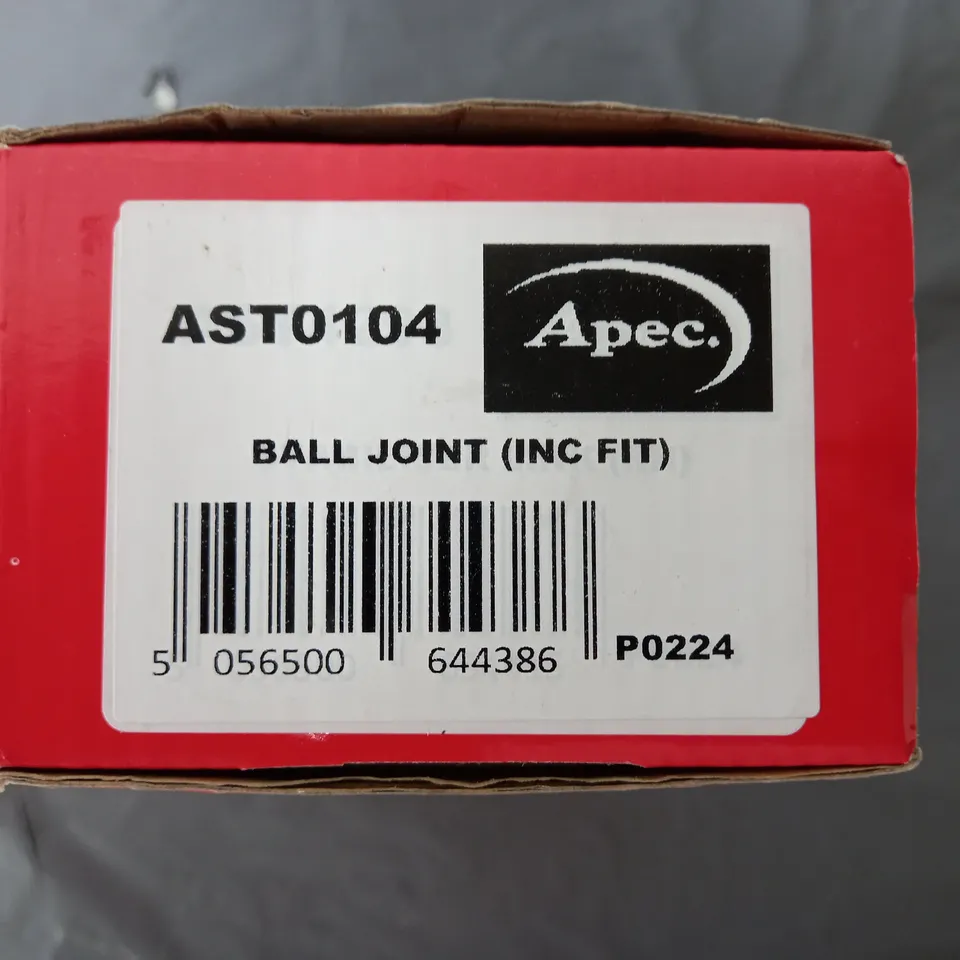 AST0104
Apec.
BALL JOINT (INC FIT)
5 056500 644386
P0224